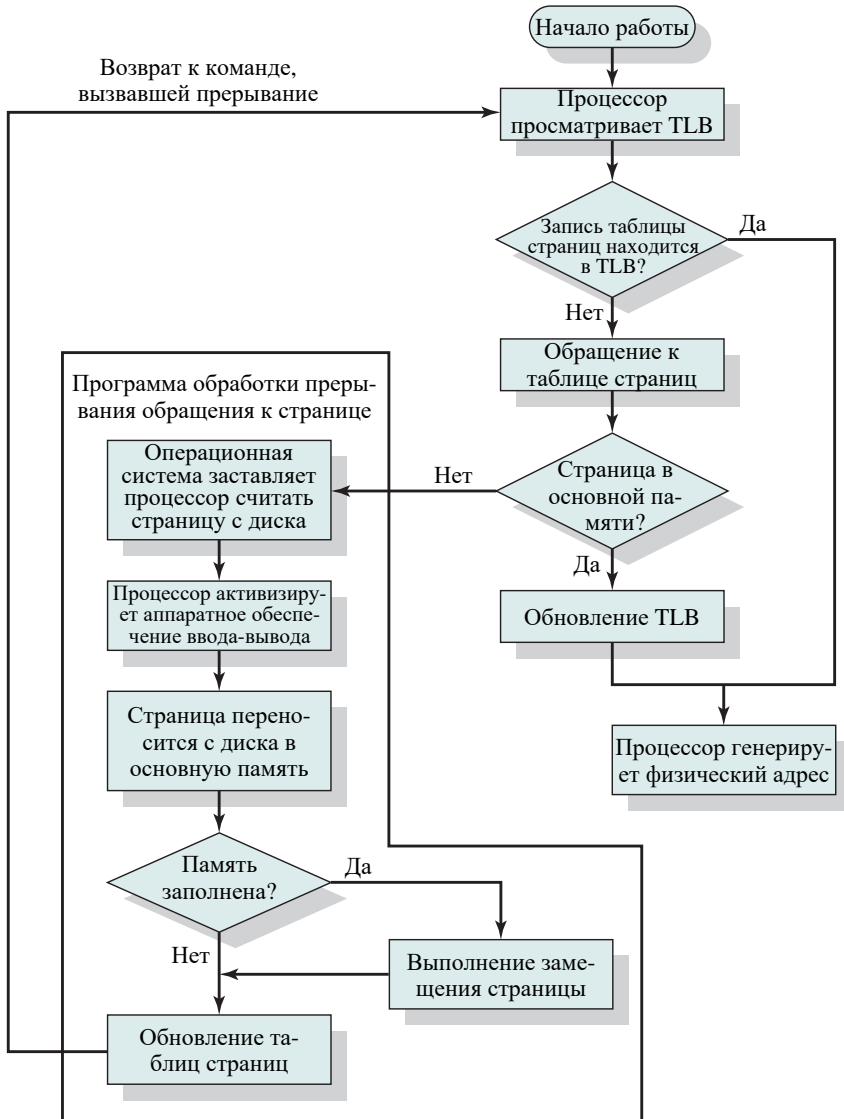 Начало работы
Возврат к команде,
вызвавшей прерывание
Процессор
просматривает TLB
Запись таблицы
страниц находится
в TLB?
Да
Нет
Обращение к
таблице страниц
Программа обработки преры-
вания обращения к странице
Операционная
система заставляет
процессор считать
страницу с диска
Нет
Страница в
основной па-
мяти?
Да
Процессор активизиру-
ет аппаратное обеспе-
чение ввода-вывода
Обновление TLB
Страница перено-
сится с диска в
основную память
Процессор генериру-
ет физический адрес
Память
заполнена?
Да
Нет
Выполнение заме-
щения страницы
Обновление та-
блиц страниц